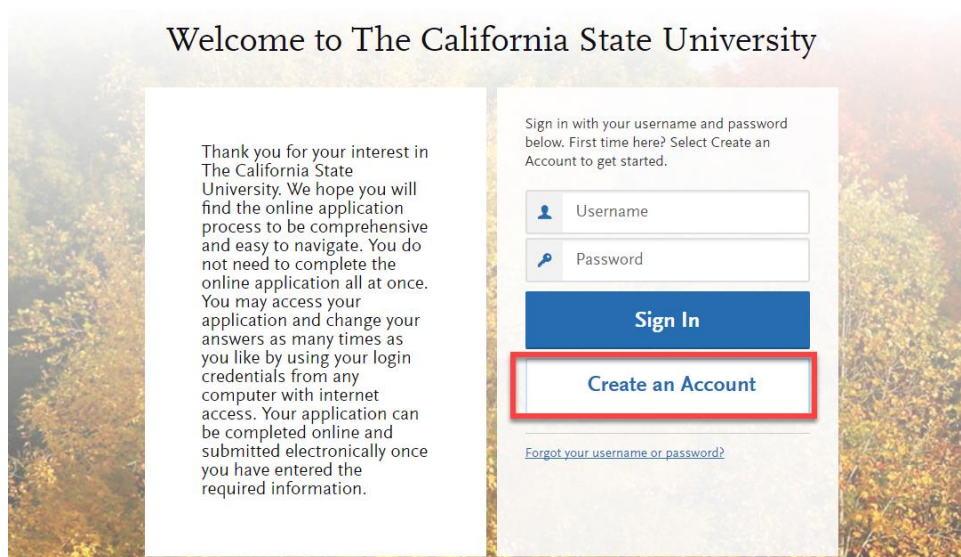 Welcome to The California State University
Thank you for your interest in
The California State
University. We hope you will
find the online application
process to be comprehensive
and easy to navigate. You do
not need to complete the
online application all at once.
You may access your
application and change your
answers as many times as
you like by using your login
credentials from any
computer with internet
access. Your application can
be completed online and
submitted electronically once
you have entered the
required information.
Sign in with your username and password
below. First time here? Select Create an
Account to get started.
Username
Password
Sign In
Create an Account
Forgot your username or password?